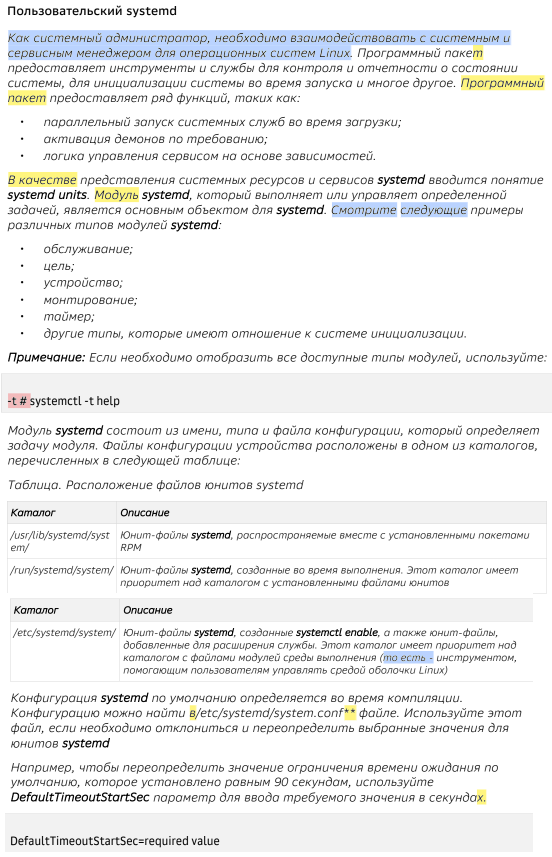 Пользовательский systemd
Как системный администратор, необходимо взаимодействовать с системным и
сервисным менеджером для операционных систем Linux. Программный пакет
предоставляет инструменты и службы для контроля и отчетности о состоянии
системы, для инициализации системы во время запуска и многое другое. Программный
пакет предоставляет ряд функций, таких как:
• параллельный запуск системных служб во время загрузки;
• активация демонов по требованию;
• логика управления сервисом на основе зависимостей.
В качестве представления системных ресурсов и сервисов systemd вводится понятие
systemd units. Модуль systemd, который выполняет или управляет определенной
задачей, является основным объектом для systemd. Смотрите следующие примеры
различных типов модулей systemd:
• обслуживание;
• цель;
• устройство;
• монтирование;
• таймер;
• другие типы, которые имеют отношение к системе инициализации.
Примечание: Если необходимо отобразить все доступные типы модулей, используйте:
-t # systemctl -t help
Модуль systemd состоит из имени, типа и файла конфигурации, который определяет
задачу модуля. Файлы конфигурации устройства расположены в одном из каталогов,
перечисленных в следующей таблице:
Таблица. Расположение файлов юнитов systemd
Каталог Описание
/usr/lib/systemd/syst Юнит-файлы systemd, распространяемые вместе с установленными пакетами
em/ RPM
/run/systemd/system/ Юнит-файлы systemd, созданные во время выполнения. Этот каталог имеет
приоритет над каталогом с установленными файлами юнитов
Каталог Описание
/etc/systemd/system/ Юнит-файлы systemd, созданные systemctl enable, а также юнит-файлы,
добавленные для расширения службы. Этот каталог имеет приоритет над
каталогом с файлами модулей среды выполнения (то есть - инструментом,
помогающим пользователям управлять средой оболочки Linux)
Конфигурация systemd по умолчанию определяется во время компиляции.
Конфигурацию можно найти в/etc/systemd/system.conf** файле. Используйте этот
файл, если необходимо отклониться и переопределить выбранные значения для
юнитов systemd
Например, чтобы переопределить значение ограничения времени ожидания по
умолчанию, которое установлено равным 90 секундам, используйте
DefaultTimeoutStartSec параметр для ввода требуемого значения в секундах.
DefaultTimeoutStartSec=required value